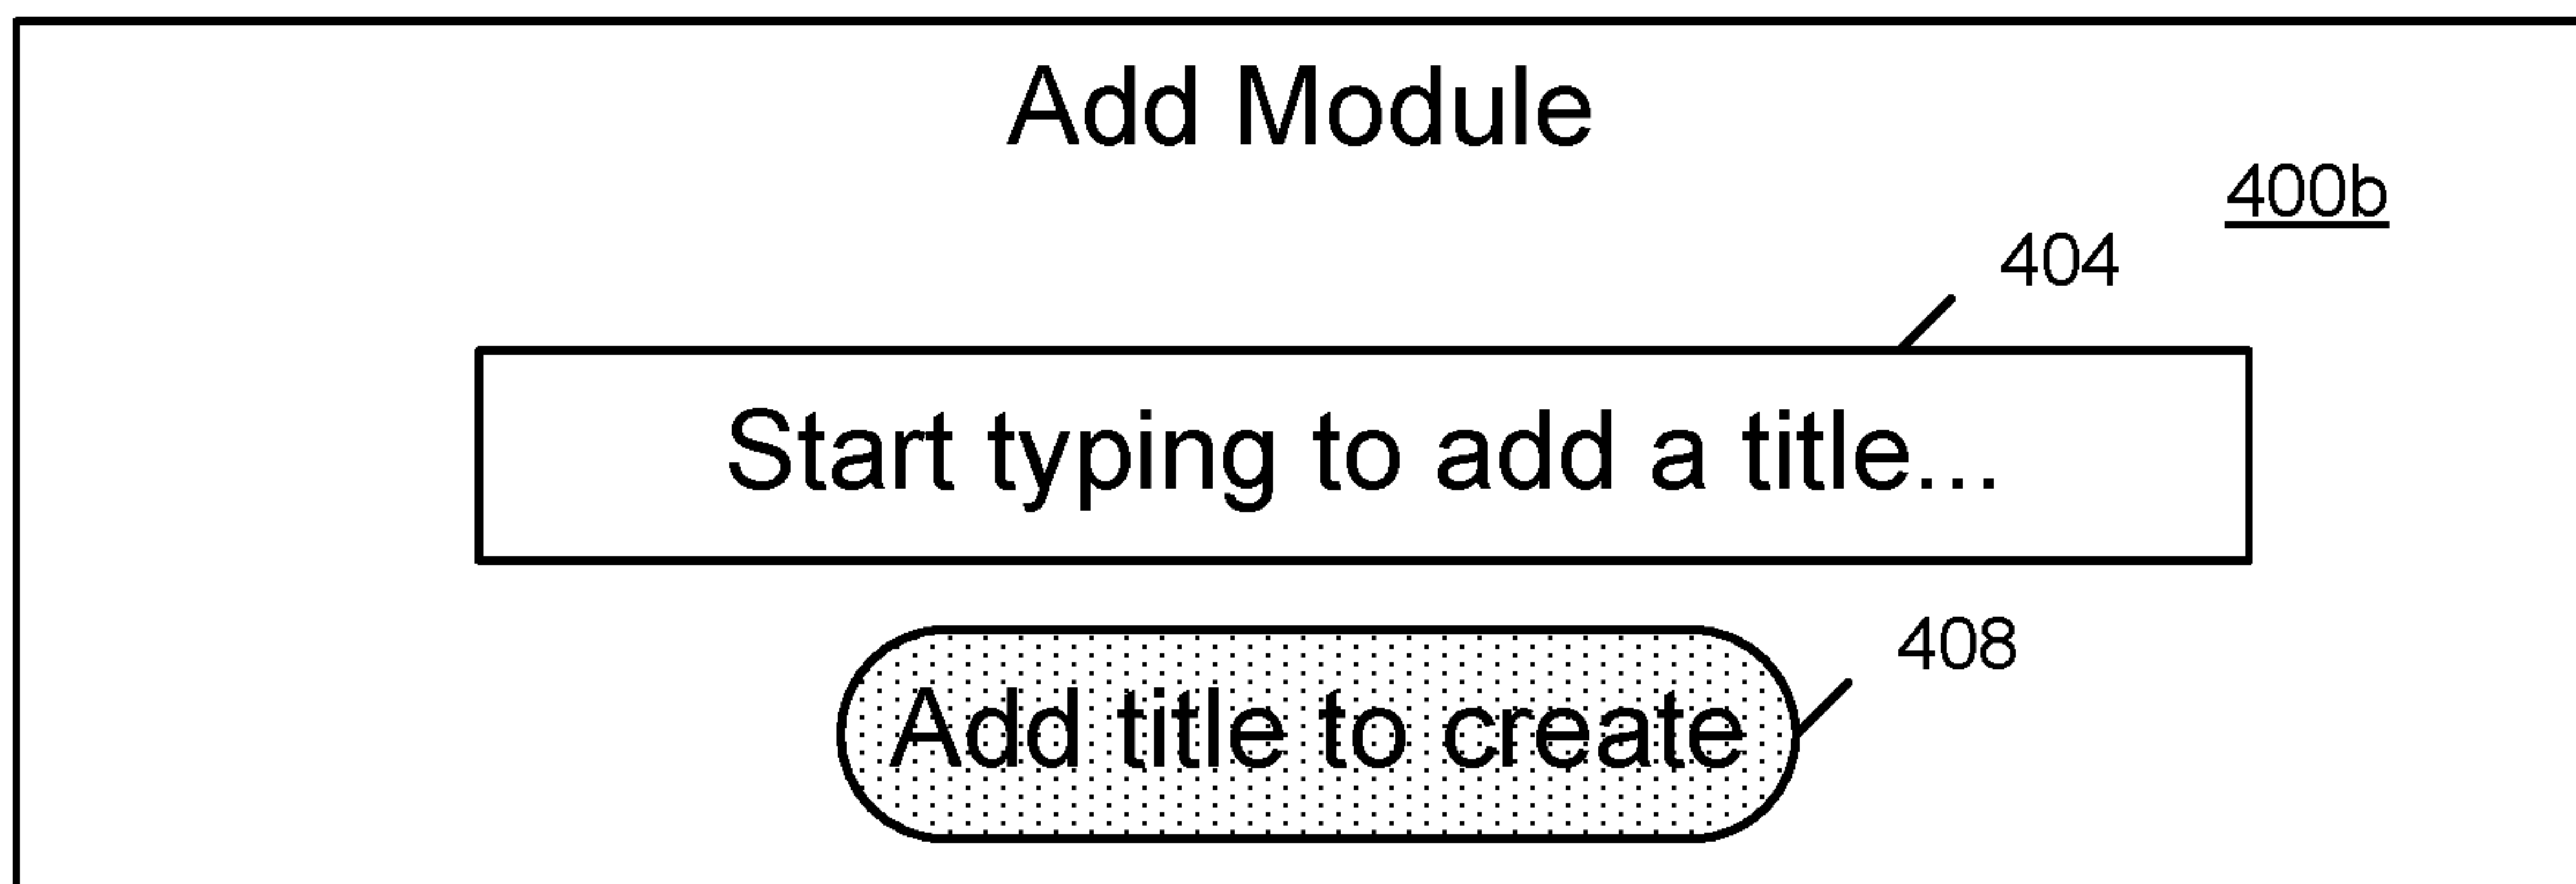 Add Module
400b
404
Start typing to add a title...
408
Add title to create